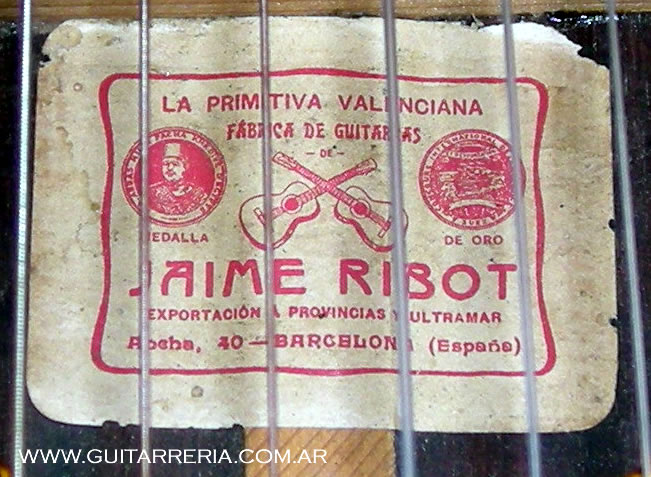 LA PRIMITIVA VALENCIANA
FÁBRICA DE GUITARRAS
- DE -
MEDALLA
DE ORO
JAIME RIBOT
EXPORTACIÓN A PROVINCIAS Y ULTRAMAR
40 - BARCELONA (España)
WWW.GUITARRERIA.COM.AR